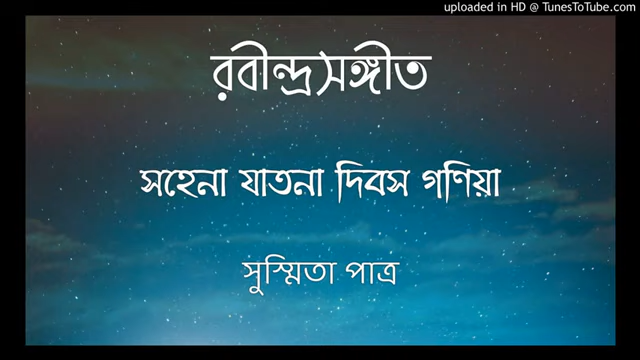 uploaded in HD @ TunesToTube.com
রবীন্দ্রসঙ্গীত
সহেনা যাতনা দিবস গণিয়া
সুস্মিতা পাত্র